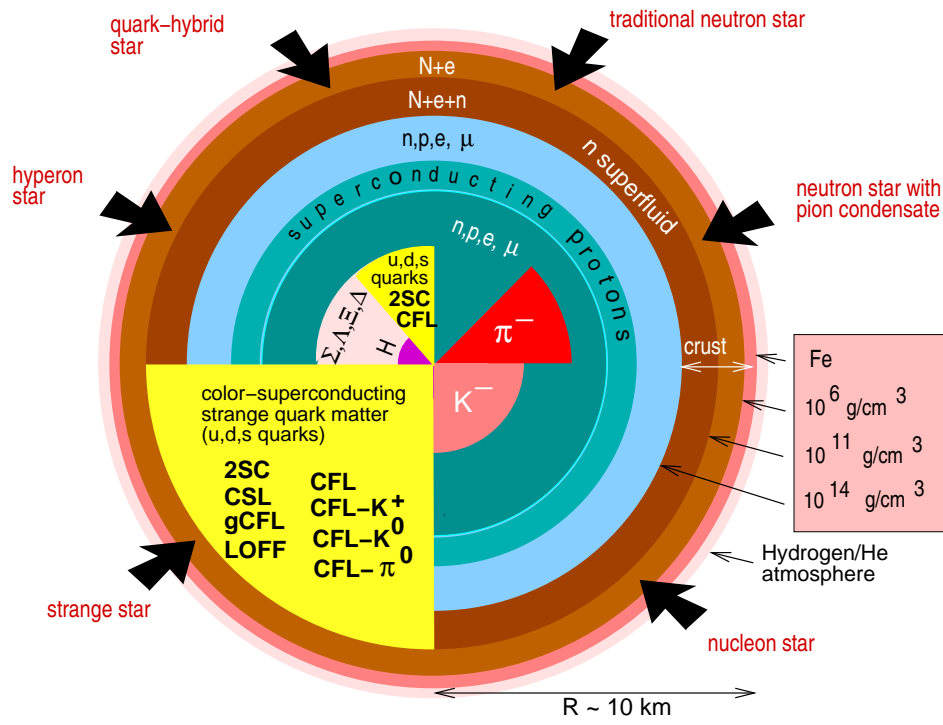 quark–hybrid
star
traditional neutron star
hyperon
star
neutron star with
pion condensate
N+e
N+e+n
n,p,e, μ
n superfluid
superconducting protons
n,p,e, μ
u,d,s
quarks
2SC
CFL
Σ,Λ,Ξ,Δ
H
π⁻
K⁻
crust
Fe
10⁶ g/cm³
10¹¹ g/cm³
10¹⁴ g/cm³
color–superconducting
strange quark matter
(u,d,s quarks)
2SC
CSL
gCFL
LOFF
CFL
CFL–K⁺
CFL–K⁰
CFL–π⁰
Hydrogen/He
atmosphere
strange star
nucleon star
R ~ 10 km